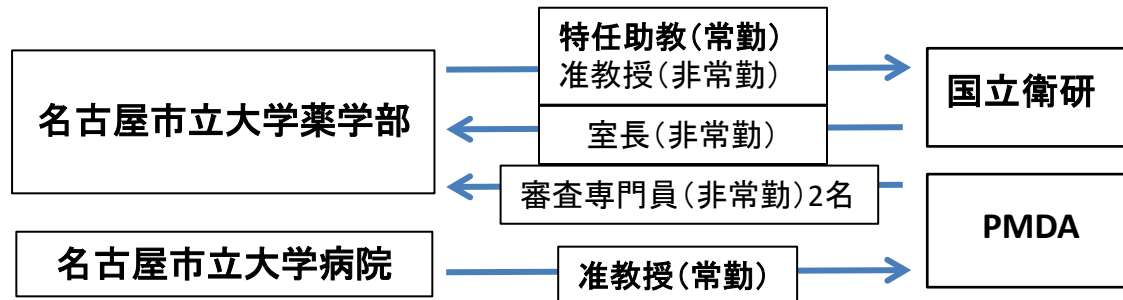 特任助教(常勤)
准教授(非常勤)
名古屋市立大学薬学部
国立衛研
室長(非常勤)
審査専門員(非常勤)2名
PMDA
名古屋市立大学病院
准教授(常勤)